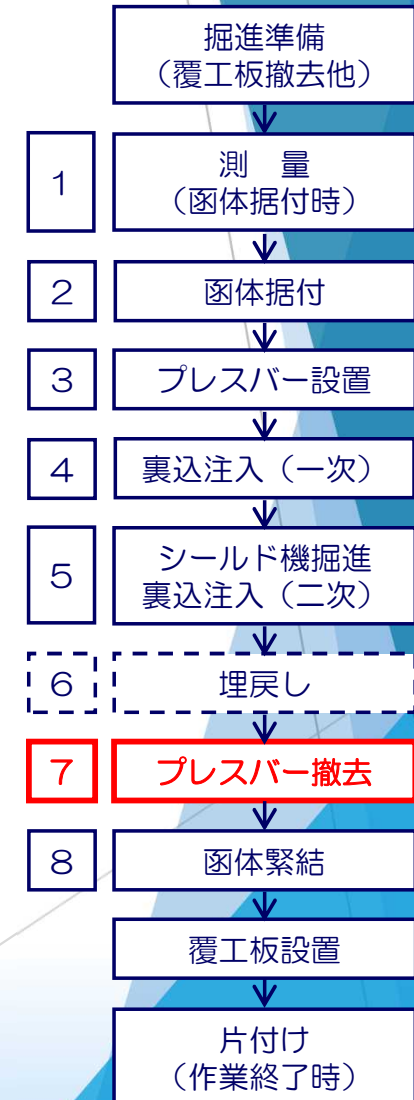 掘進準備
（覆工板撤去他）
1
測　量
（函体据付時）
2
函体据付
3
プレスバー設置
4
裏込注入（一次）
5
シールド機掘進
裏込注入（二次）
6
埋戻し
7
プレスバー撤去
8
函体緊結
覆工板設置
片付け
（作業終了時）